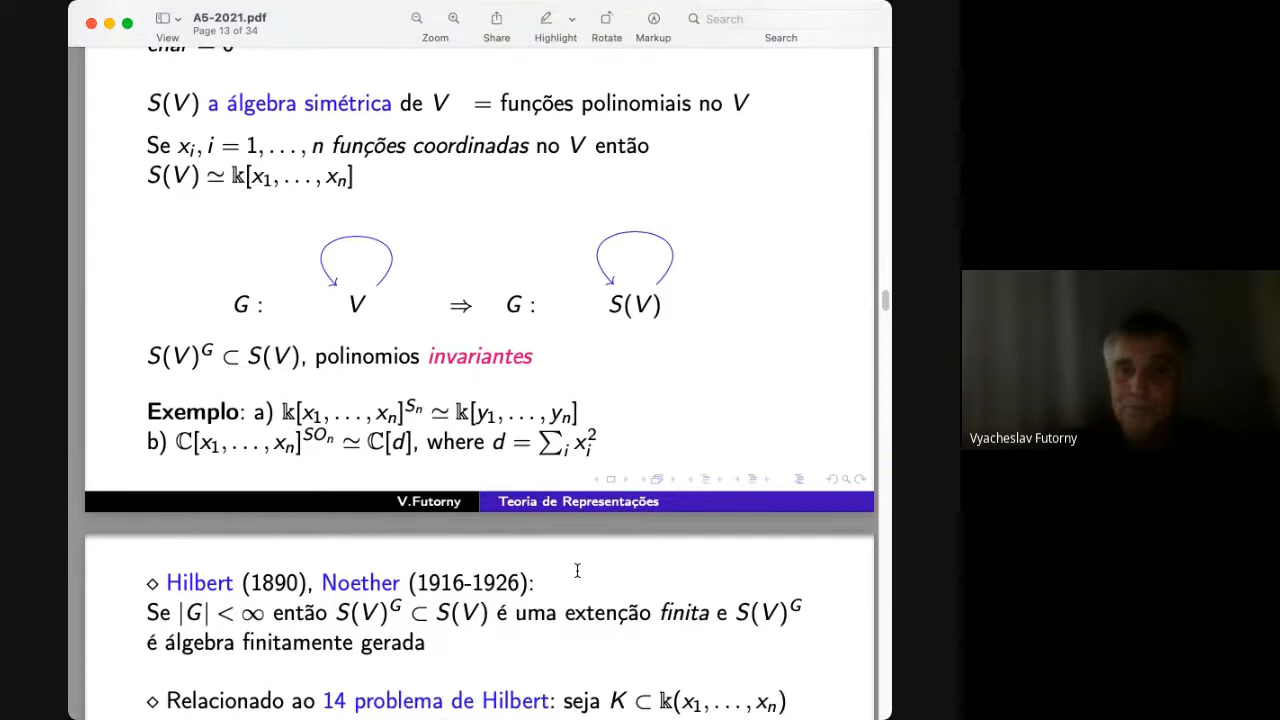 A5-2021.pdf
Page 13 of 34
View
Zoom
Share
Highlight
Rotate
Markup
Search
Search
char = 0
S(V) a álgebra simétrica de V = funções polinomiais no V
Se xᵢ, i = 1, . . . , n funções coordinadas no V então
S(V) ≃ 𝕜[x₁, . . . , xₙ]
G : V ⇒ G : S(V)
S(V)ᴳ ⊂ S(V), polinomios invariantes
Exemplo: a) 𝕜[x₁, . . . , xₙ]^{Sₙ} ≃ 𝕜[y₁, . . . , yₙ]
b) ℂ[x₁, . . . , xₙ]^{SOₙ} ≃ ℂ[d], where d = ∑ᵢ xᵢ²
V.Futorny Teoria de Representações
⋄ Hilbert (1890), Noether (1916-1926):
Se |G| < ∞ então S(V)ᴳ ⊂ S(V) é uma extenção finita e S(V)ᴳ
é álgebra finitamente gerada
⋄ Relacionado ao 14 problema de Hilbert: seja K ⊂ 𝕜(x₁, . . . , xₙ)
Vyacheslav Futorny